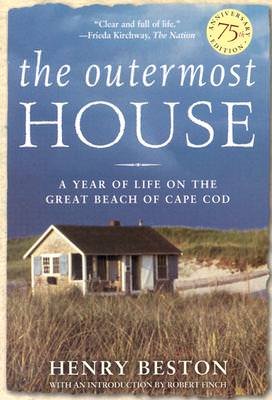 "Clear and full of life."
–Frieda Kirchway, The Nation
ANNIVERSARY
75th
EDITION
the outermost
HOUSE
A YEAR OF LIFE ON THE
GREAT BEACH OF CAPE COD
HENRY BESTON
WITH AN INTRODUCTION BY ROBERT FINCH